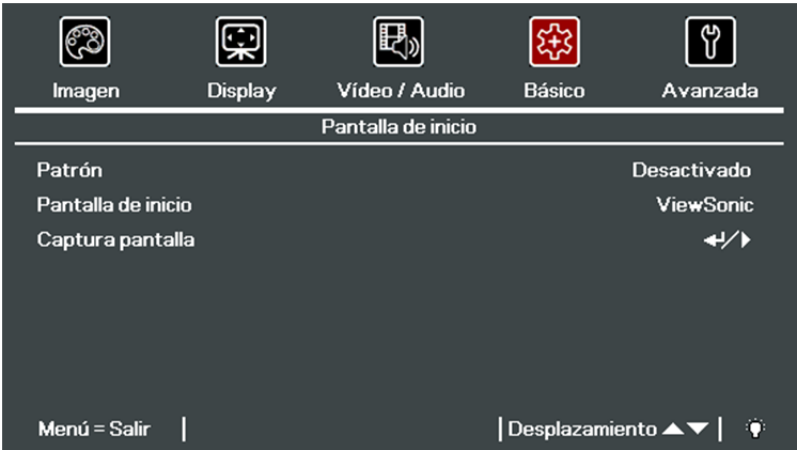 Imagen Display Vídeo / Audio Básico Avanzada
Pantalla de inicio
Patrón Desactivado
Pantalla de inicio ViewSonic
Captura pantalla
Menú = Salir Desplazamiento